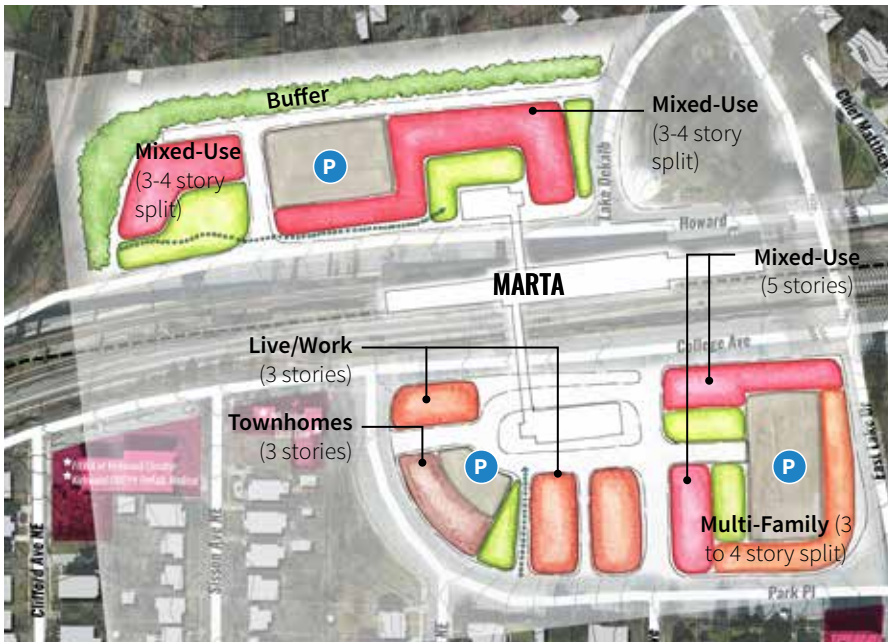 Buffer
Mixed-Use
(3-4 story
split)
P
Mixed-Use
(3-4 story
split)
Lake Dekalb
Howard
MARTA
Mixed-Use
(5 stories)
College Ave
Live/Work
(3 stories)
Townhomes
(3 stories)
P
P
Multi-Family (3
to 4 story split)
East Lake Dr
Park Pl
Clifford Ave NE
Sisson Ave NE
NE